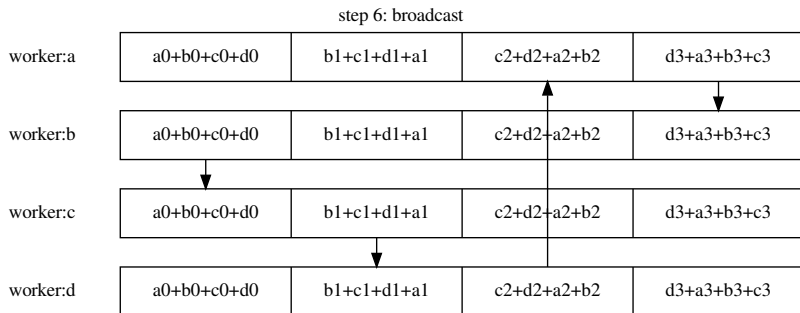 step 6: broadcast
worker:a a0+b0+c0+d0 b1+c1+d1+a1 c2+d2+a2+b2 d3+a3+b3+c3
worker:b a0+b0+c0+d0 b1+c1+d1+a1 c2+d2+a2+b2 d3+a3+b3+c3
worker:c a0+b0+c0+d0 b1+c1+d1+a1 c2+d2+a2+b2 d3+a3+b3+c3
worker:d a0+b0+c0+d0 b1+c1+d1+a1 c2+d2+a2+b2 d3+a3+b3+c3